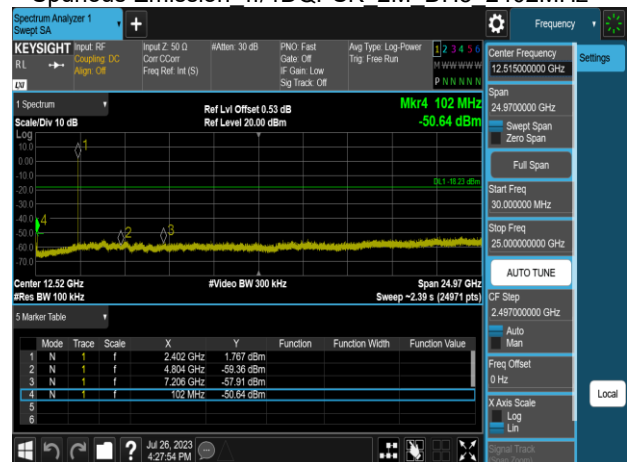 Spurious Emission π/4DQPSK_2M_DH5_2402MHz
Spectrum Analyzer 1
Swept SA
Frequency
KEYSIGHT
RL
LXI
Input: RF
Coupling: DC
Align: Off
Input Z: 50 Ω
Corr CCorr
Freq Ref: Int (S)
#Atten: 30 dB
PNO: Fast
Gate: Off
IF Gain: Low
Sig Track: Off
Avg Type: Log-Power
Trig: Free Run
1 2 3 4 5 6
M W W W W W
P N N N N N
1 Spectrum
Scale/Div 10 dB
Log
Ref Lvl Offset 0.53 dB
Ref Level 20.00 dBm
Mkr4 102 MHz
-50.64 dBm
10.0
0.00
-10.0
-20.0
-30.0
-40.0
-50.0
-60.0
-70.0
1
2
3
4
DL1 -18.23 dBm
Center 12.52 GHz
#Video BW 300 kHz
Span 24.97 GHz
#Res BW 100 kHz
Sweep ~2.39 s (24971 pts)
5 Marker Table
Mode Trace Scale X Y Function Function Width Function Value
1 N 1 f 2.402 GHz 1.767 dBm
2 N 1 f 4.804 GHz -59.36 dBm
3 N 1 f 7.206 GHz -57.91 dBm
4 N 1 f 102 MHz -50.64 dBm
5
6
?
Jul 26, 2023
4:27:54 PM
Center Frequency
12.515000000 GHz
Settings
Span
24.9700000 GHz
Swept Span
Zero Span
Full Span
Start Freq
30.000000 MHz
Stop Freq
25.000000000 GHz
AUTO TUNE
CF Step
2.497000000 GHz
Auto
Man
Freq Offset
0 Hz
Local
X Axis Scale
Log
Lin
Signal Track
(Span Zoom)